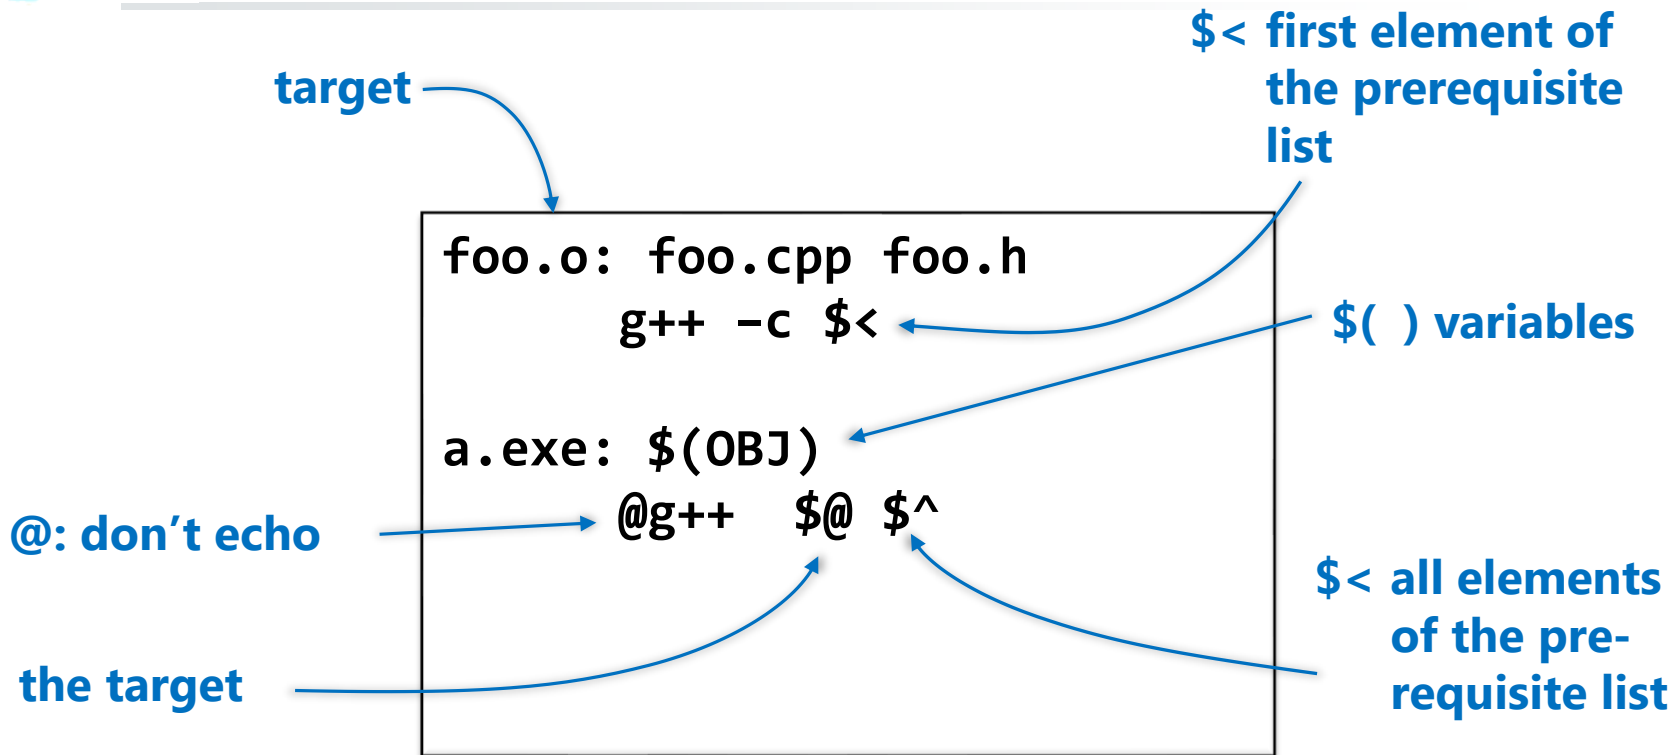 $< first element of
the prerequisite
list
target
foo.o: foo.cpp foo.h
g++ –c $<
$( ) variables
a.exe: $(OBJ)
@g++ $@ $^
@: don’t echo
$< all elements
of the pre-
requisite list
the target